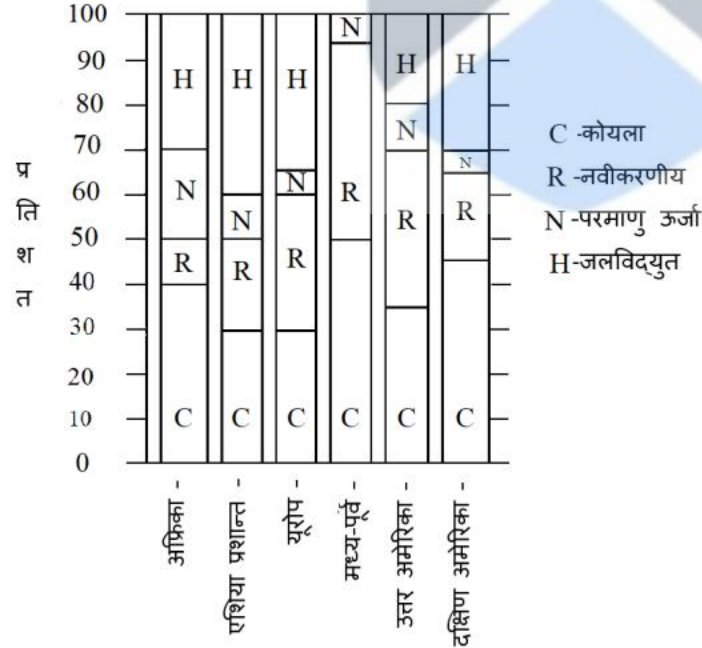 100
90
80
70
60
50
40
30
20
10
0
प्रतिशत
H
N
R
C
H
N
R
C
H
N
R
C
N
R
C
H
N
R
C
H
N
R
C
अफ्रिका -
एशिया प्रशान्त -
यूरोप -
मध्य-पूर्व -
उत्तर अमेरिका -
दक्षिण अमेरिका -
C -कोयला
R -नवीकरणीय
N -परमाणु ऊर्जा
H-जलविद्युत